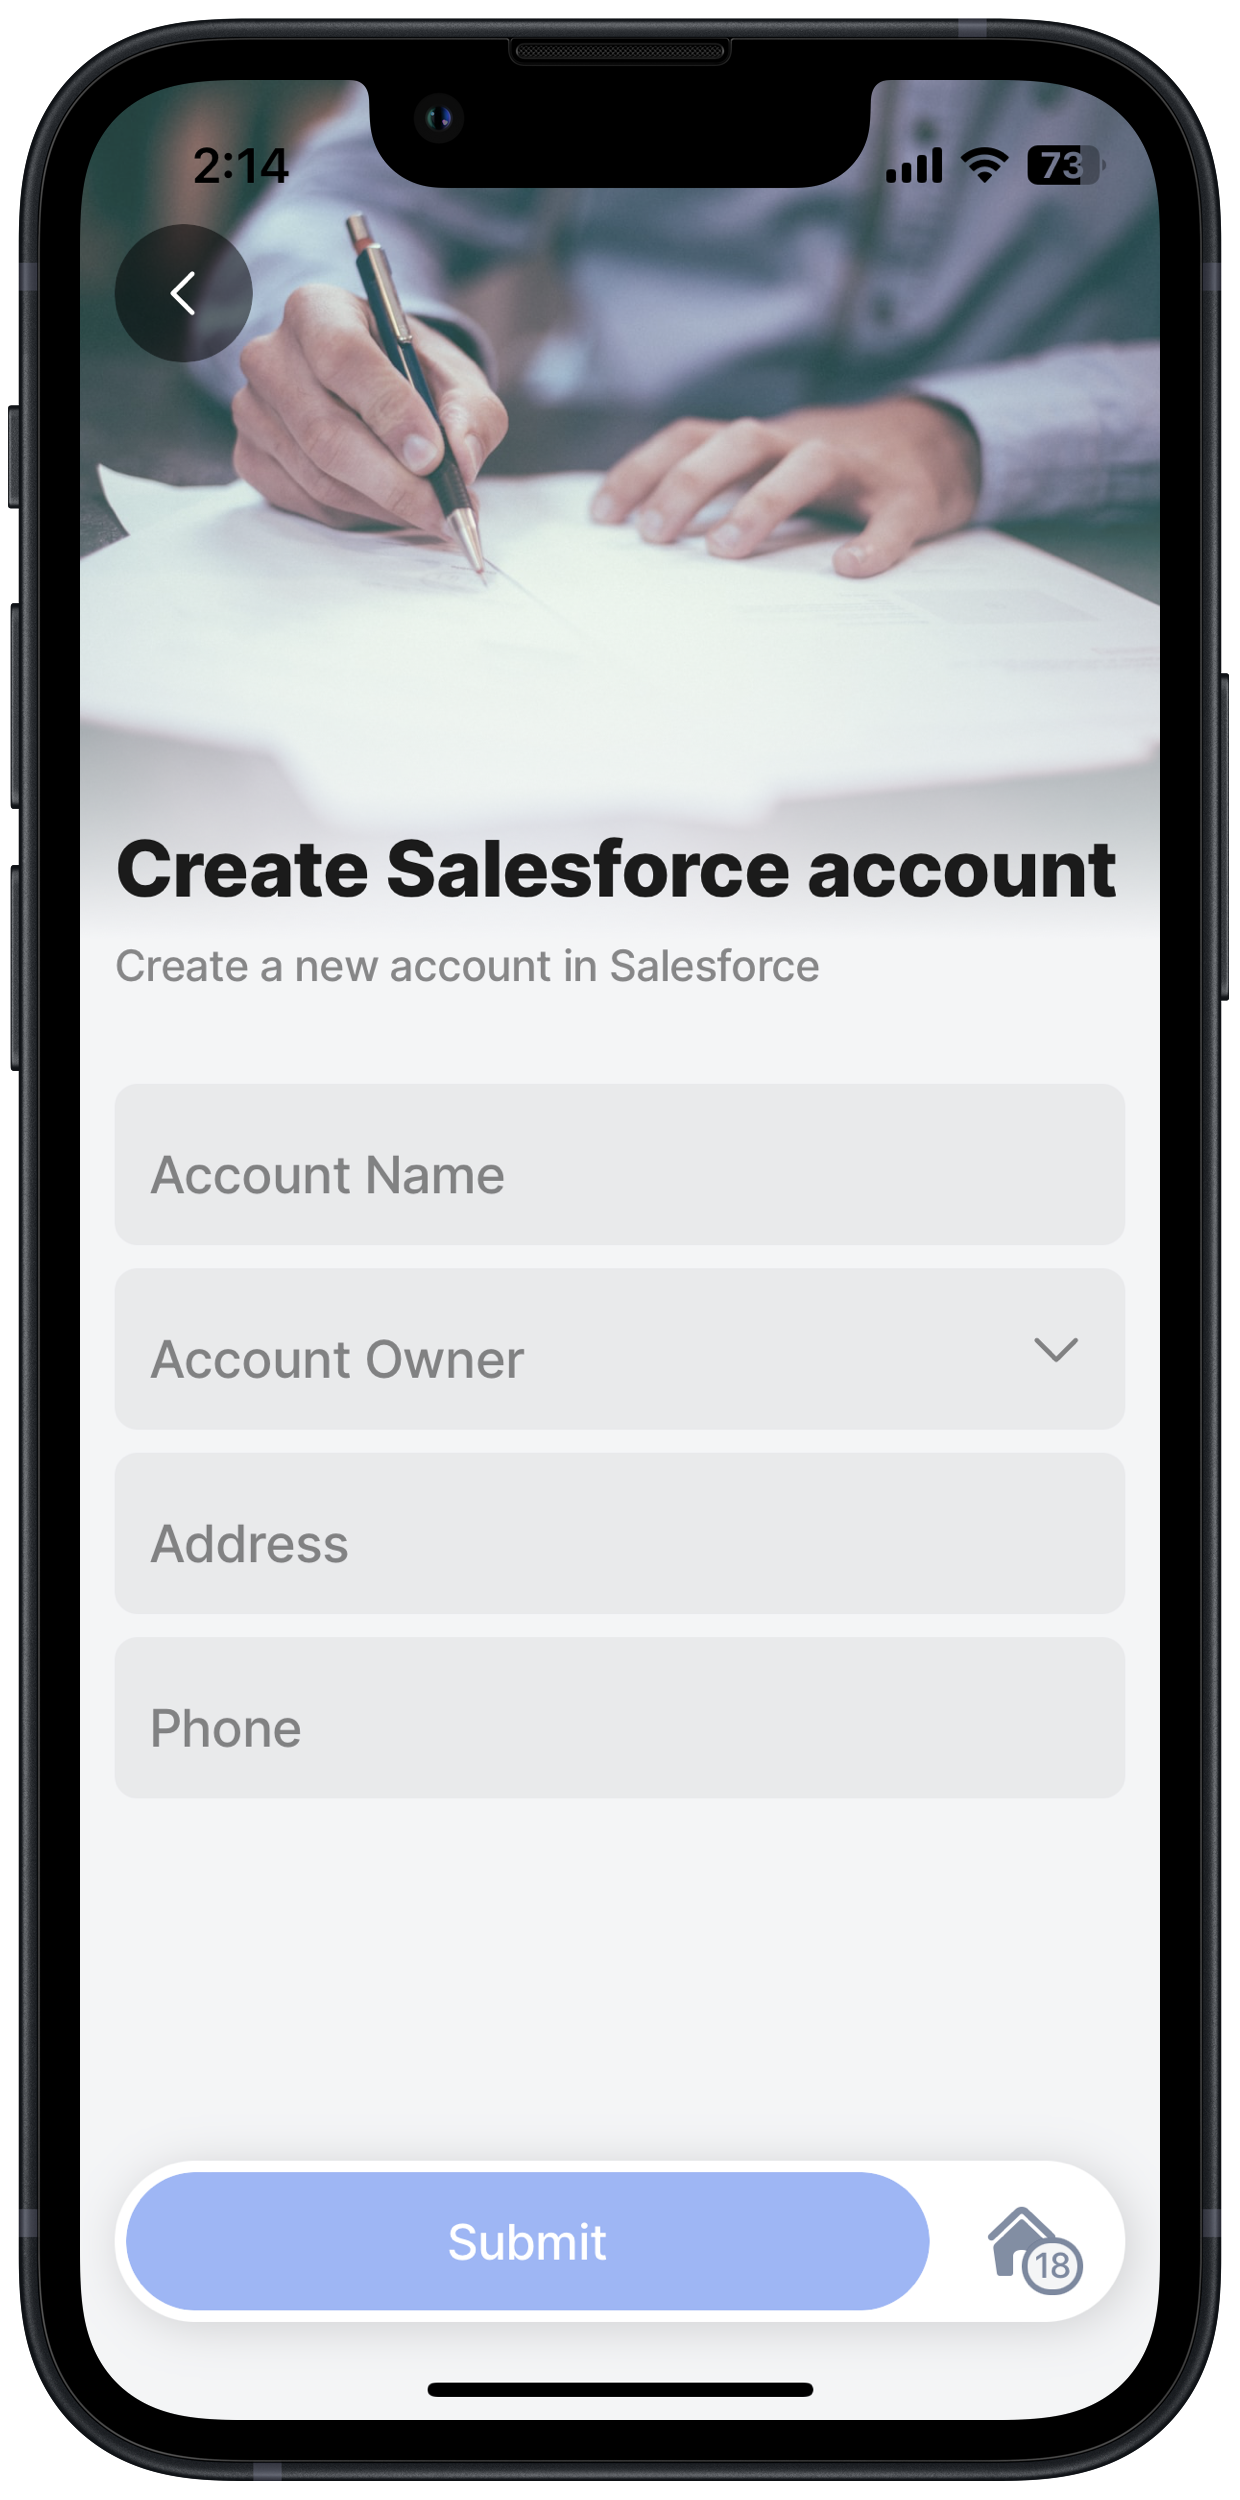 2:14
73
Create Salesforce account
Create a new account in Salesforce
Account Name
Account Owner
Address
Phone
Submit
18